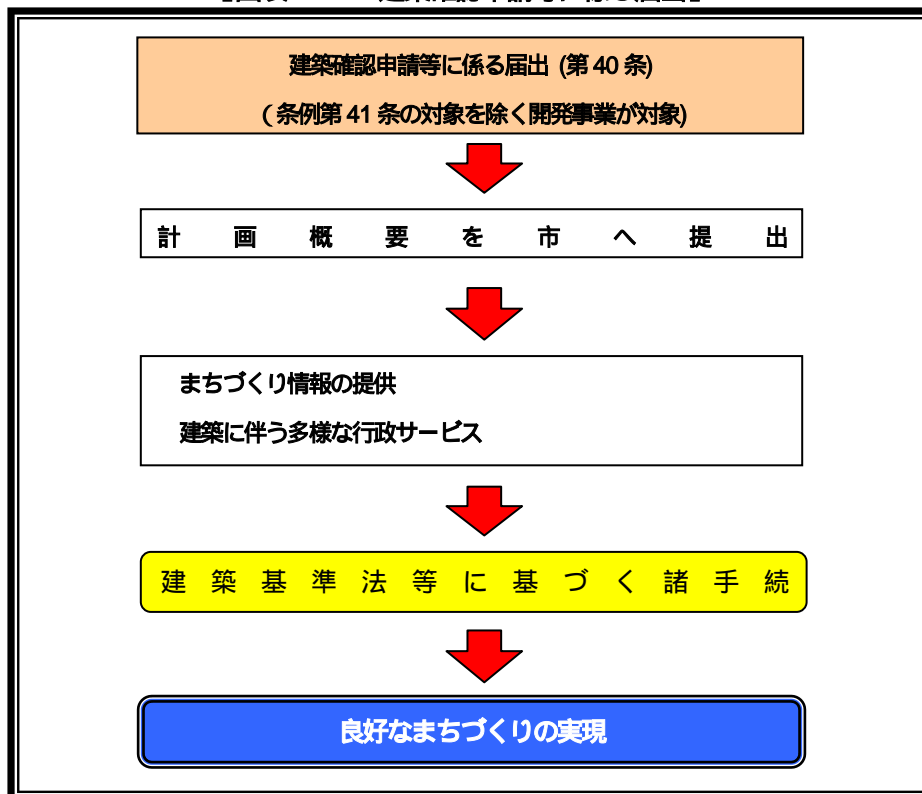 建築確認申請等に係る届出 (第 40 条)
( 条例第 41 条の対象を除く開発事業が対象)
計画概要を市へ提出
まちづくり情報の提供
建築に伴う多様な行政サービス
建築基準法等に基づく諸手続
良好なまちづくりの実現